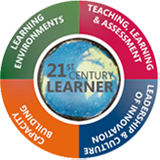 LEARNING
ENVIRONMENTS
TEACHING, LEARNING
& ASSESSMENT
21st CENTURY
LEARNER
CAPACITY
BUILDING
LEADERSHIP & CULTURE
OF INNOVATION